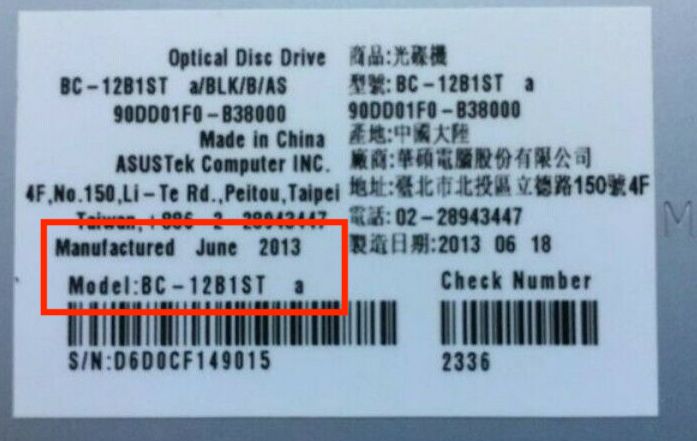 Optical Disc Drive
BC-12B1ST a/BLK/B/AS
90DD01F0-B38000
Made in China
ASUSTek Computer INC.
4F,No.150,Li-Te Rd.,Peitou,Taipei
Taiwan,+886-2-28943447
Manufactured June 2013
Model:BC-12B1ST a
S/N:D6D0CF149015
商品:光碟機
型號:BC-12B1ST a
90DD01F0-B38000
產地:中國大陸
廠商:華碩電腦股份有限公司
地址:臺北市北投區立德路150號4F
電話:02-28943447
製造日期:2013 06 18
Check Number
2336
M